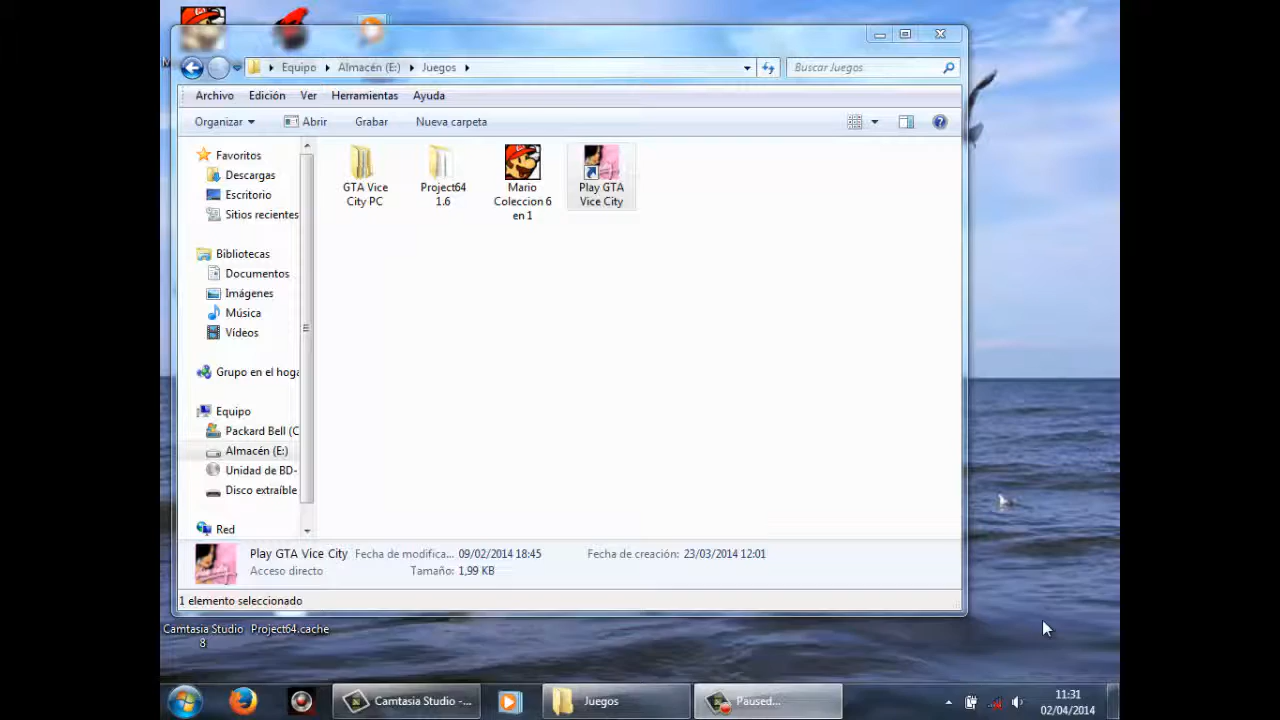 Equipo
Almacén (E:)
Juegos
Buscar Juegos
Archivo Edición Ver Herramientas Ayuda
Organizar Abrir Grabar Nueva carpeta
Favoritos
Descargas
Escritorio
Sitios recientes
Bibliotecas
Documentos
Imágenes
Música
Vídeos
Grupo en el hoga
Equipo
Packard Bell (C
Almacén (E:)
Unidad de BD-
Disco extraíble
Red
GTA Vice
City PC
Project64
1.6
Mario
Coleccion 6
en 1
Play GTA
Vice City
Play GTA Vice City Fecha de modifica... 09/02/2014 18:45 Fecha de creación: 23/03/2014 12:01
Acceso directo Tamaño: 1,99 KB
1 elemento seleccionado
Camtasia Studio
8
Project64.cache
Camtasia Studio -...
Juegos
Paused...
11:31
02/04/2014